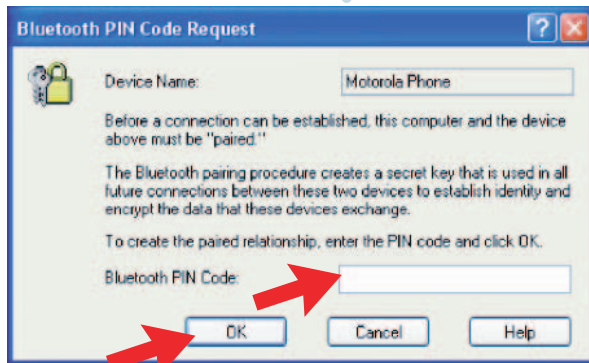 Bluetooth PIN Code Request
Device Name: Motorola Phone
Before a connection can be established, this computer and the device
above must be "paired."
The Bluetooth pairing procedure creates a secret key that is used in all
future connections between these two devices to establish identity and
encrypt the data that these devices exchange.
To create the paired relationship, enter the PIN code and click OK.
Bluetooth PIN Code:
OK Cancel Help